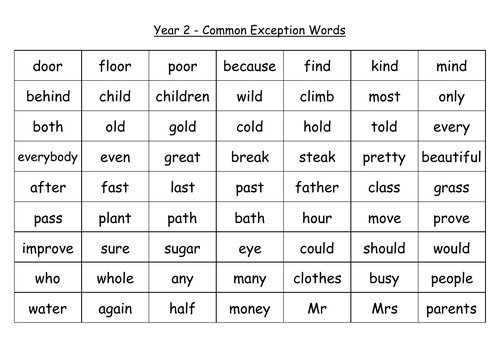 Year 2 - Common Exception Words
door floor poor because find kind mind
behind child children wild climb most only
both old gold cold hold told every
everybody even great break steak pretty beautiful
after fast last past father class grass
pass plant path bath hour move prove
improve sure sugar eye could should would
who whole any many clothes busy people
water again half money Mr Mrs parents